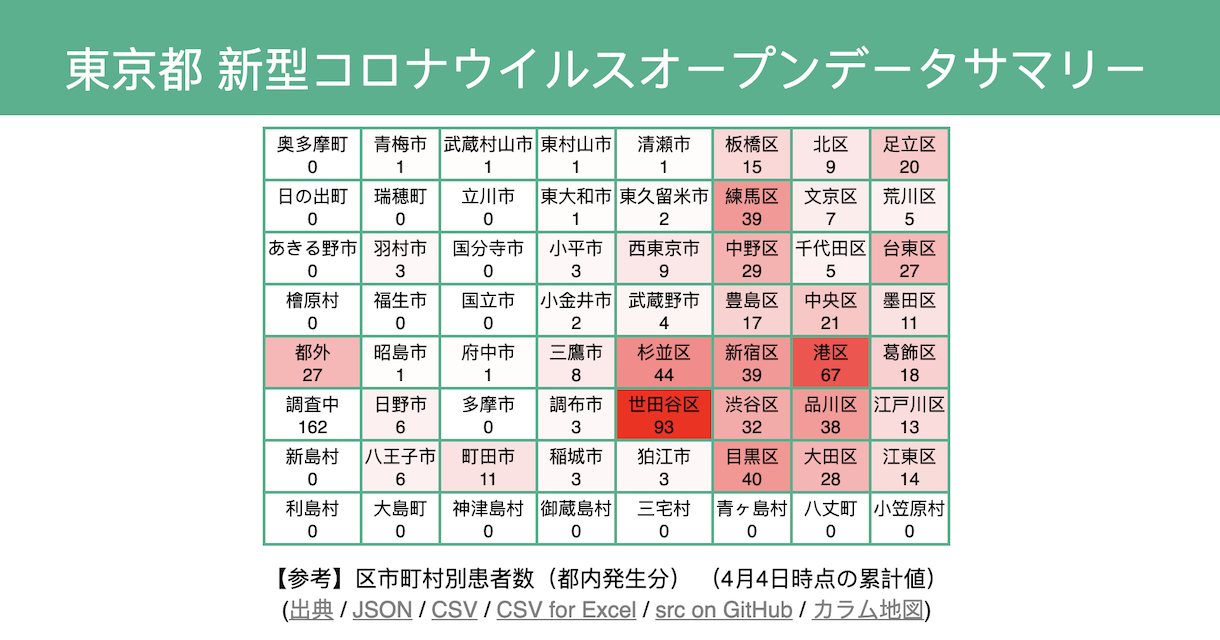 東京都 新型コロナウイルスオープンデータサマリー
奥多摩町 青梅市 武蔵村山市 東村山市 清瀬市 板橋区 北区 足立区
0 1 1 1 1 15 9 20
日の出町 瑞穂町 立川市 東大和市 東久留米市 練馬区 文京区 荒川区
0 0 0 1 2 39 7 5
あきる野市 羽村市 国分寺市 小平市 西東京市 中野区 千代田区 台東区
0 3 0 3 9 29 5 27
檜原村 福生市 国立市 小金井市 武蔵野市 豊島区 中央区 墨田区
0 0 0 2 4 17 21 11
都外 昭島市 府中市 三鷹市 杉並区 新宿区 港区 葛飾区
27 1 1 8 44 39 67 18
調査中 日野市 多摩市 調布市 世田谷区 渋谷区 品川区 江戸川区
162 6 0 3 93 32 38 13
新島村 八王子市 町田市 稲城市 狛江市 目黒区 大田区 江東区
0 6 11 3 3 40 28 14
利島村 大島町 神津島村 御蔵島村 三宅村 青ヶ島村 八丈町 小笠原村
0 0 0 0 0 0 0 0
【参考】区市町村別患者数（都内発生分） （4月4日時点の累計値）
(出典 / JSON / CSV / CSV for Excel / src on GitHub / カラム地図)